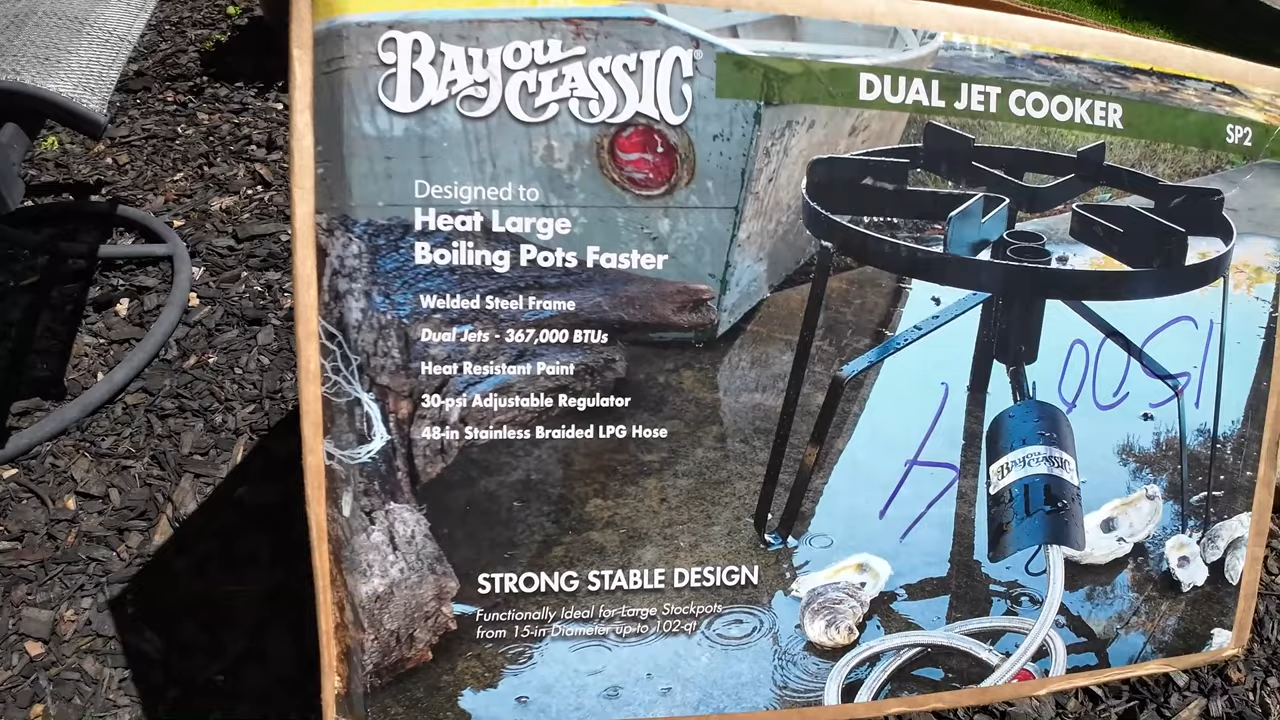 BAYOU CLASSIC®
DUAL JET COOKER
SP2
Designed to
Heat Large
Boiling Pots Faster
Welded Steel Frame
Dual Jets - 367,000 BTUs
Heat Resistant Paint
30-psi Adjustable Regulator
48-in Stainless Braided LPG Hose
1500
4
BAYOU CLASSIC
STRONG STABLE DESIGN
Functionally Ideal for Large Stockpots
from 15-in Diameter up to 102-qt